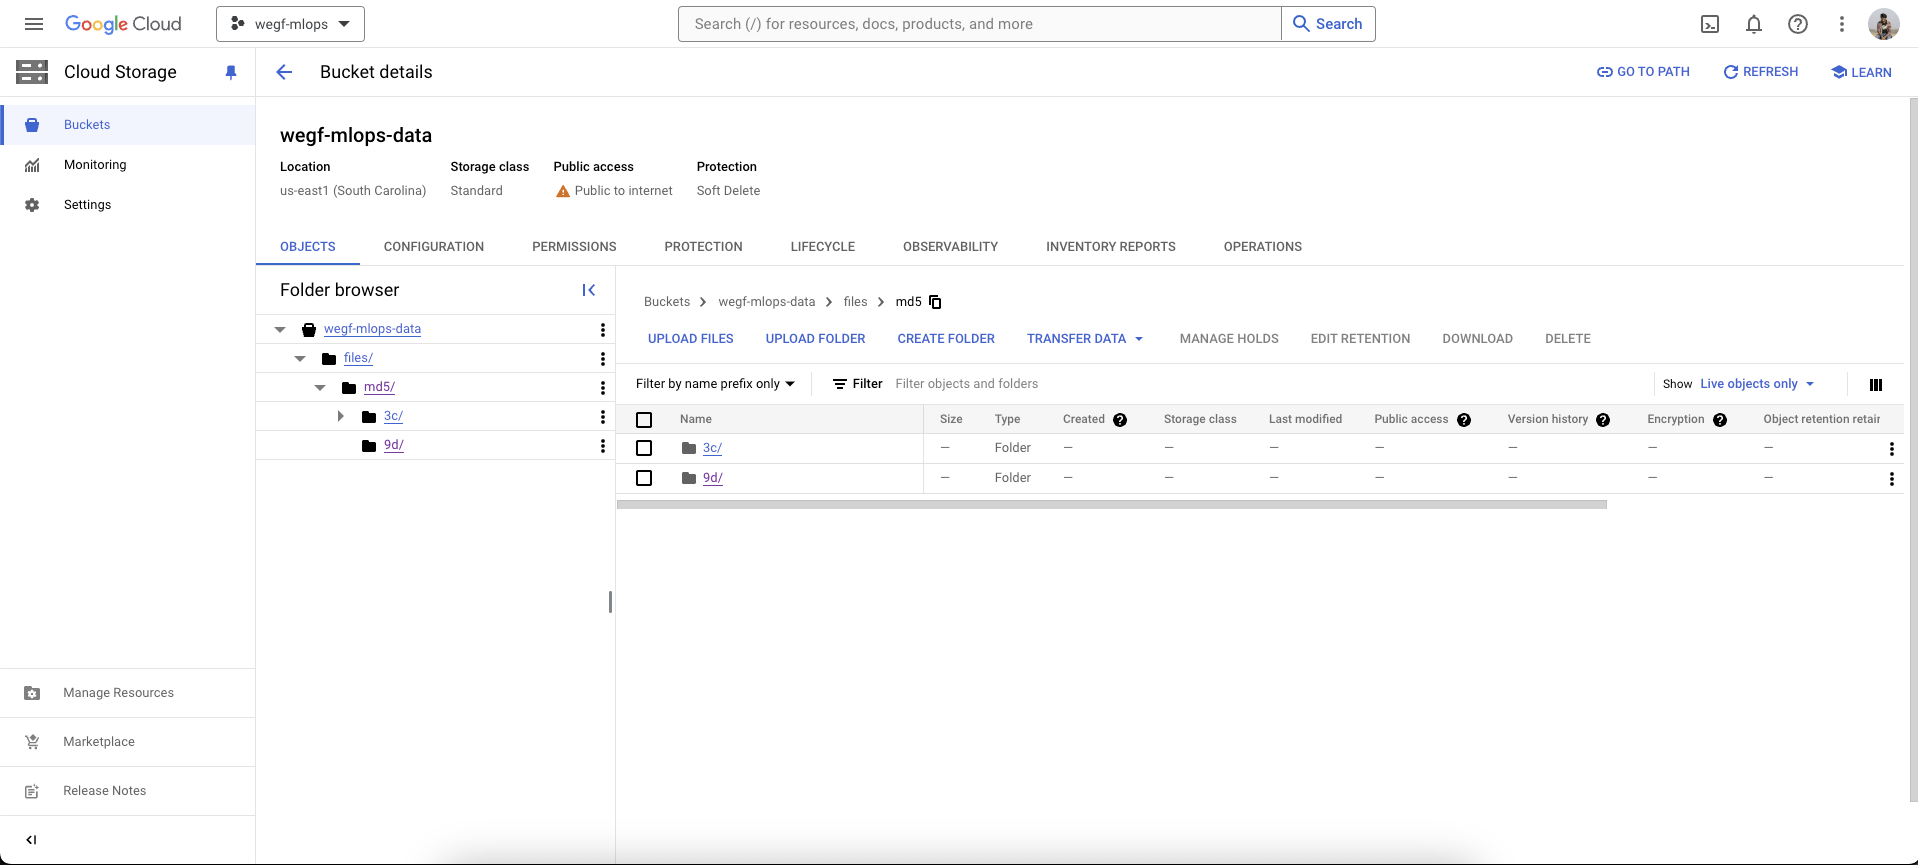 Google Cloud
wegf-mlops
Search (/) for resources, docs, products, and more
Search
Cloud Storage
Bucket details
GO TO PATH
REFRESH
LEARN
Buckets
Monitoring
Settings
wegf-mlops-data
Location
Storage class
Public access
Protection
us-east1 (South Carolina)
Standard
Public to internet
Soft Delete
OBJECTS
CONFIGURATION
PERMISSIONS
PROTECTION
LIFECYCLE
OBSERVABILITY
INVENTORY REPORTS
OPERATIONS
Folder browser
wegf-mlops-data
files/
md5/
3c/
9d/
Buckets > wegf-mlops-data > files > md5
UPLOAD FILES
UPLOAD FOLDER
CREATE FOLDER
TRANSFER DATA
MANAGE HOLDS
EDIT RETENTION
DOWNLOAD
DELETE
Filter by name prefix only
Filter
Filter objects and folders
Show
Live objects only
Name
Size
Type
Created
Storage class
Last modified
Public access
Version history
Encryption
Object retention retair
3c/ — Folder — — — — — — —
9d/ — Folder — — — — — — —
Manage Resources
Marketplace
Release Notes